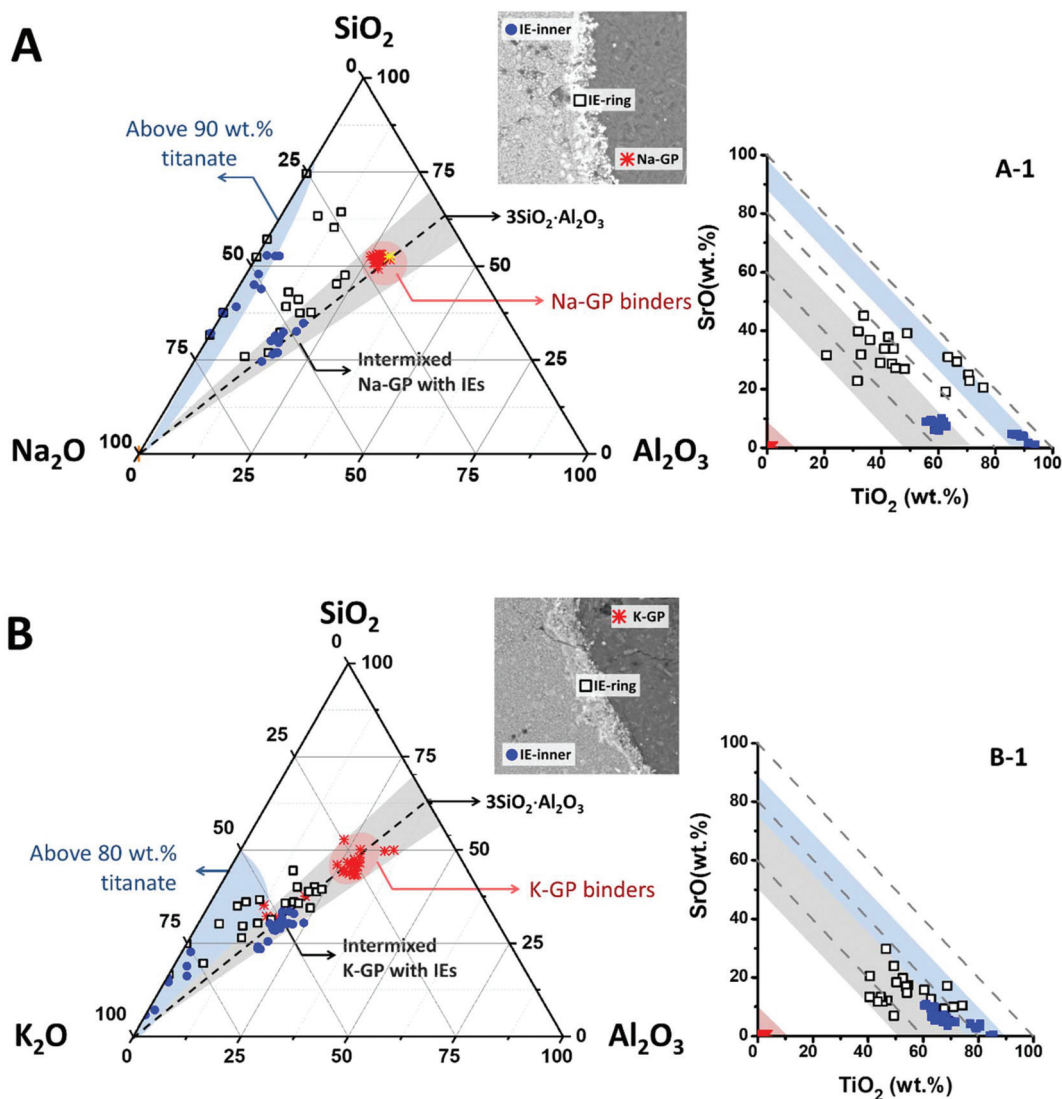 A
SiO2
0
100
IE-inner
IE-ring
Na-GP
Above 90 wt.%
titanate
25
75
3SiO2·Al2O3
50
50
Na-GP binders
75
Intermixed
Na-GP with IEs
25
Na2O
100
0
Al2O3
0
25
50
75
100
A-1
SrO(wt.%)
100
80
60
40
20
0
0
20
40
60
80
100
TiO2 (wt.%)
B
SiO2
0
100
K-GP
IE-ring
IE-inner
25
75
3SiO2·Al2O3
50
50
Above 80 wt.%
titanate
K-GP binders
75
Intermixed
K-GP with IEs
25
K2O
100
0
Al2O3
0
25
50
75
100
B-1
SrO(wt.%)
100
80
60
40
20
0
0
20
40
60
80
100
TiO2 (wt.%)